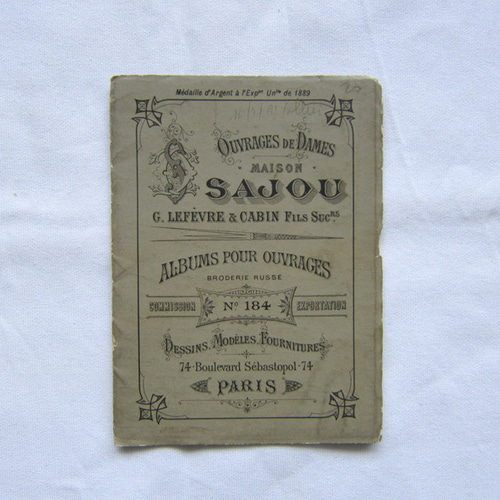 Médaille d'Argent à l'Expon Unlle de 1889
OUVRAGES DE DAMES
MAISON
SAJOU
G. LEFÈVRE & CABIN FILS SUCRS
ALBUMS POUR OUVRAGES
BRODERIE RUSSE
COMMISSION No 184 EXPORTATION
DESSINS, MODÈLES, FOURNITURES
74 - Boulevard Sébastopol - 74
PARIS